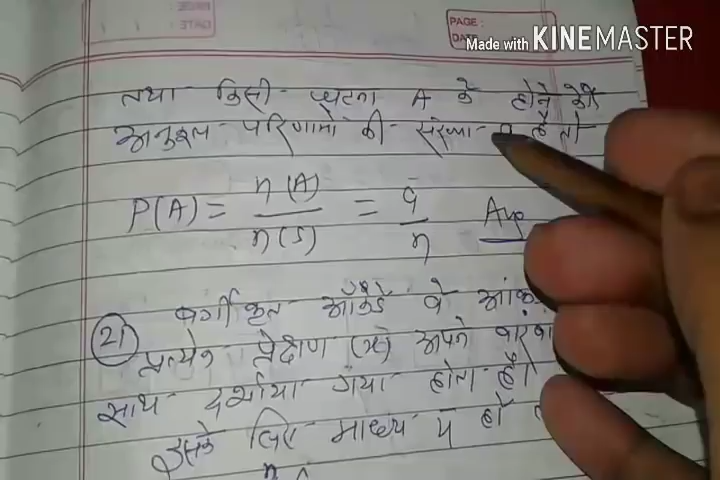 PAGE :
DATE
Made with KINEMASTER
तथा किसी घटना A के होने के
अनुकूल परिणामों की संख्या q है तो
P(A) = n(A) / n(S) = q / n Ans
21 वर्गीकृत आँकड़े वे आंकड़
प्रत्येक प्रेक्षण (x) अपने बारंबा
साथ दर्शाया गया होता है।
इसके लिए माध्य य हो
n